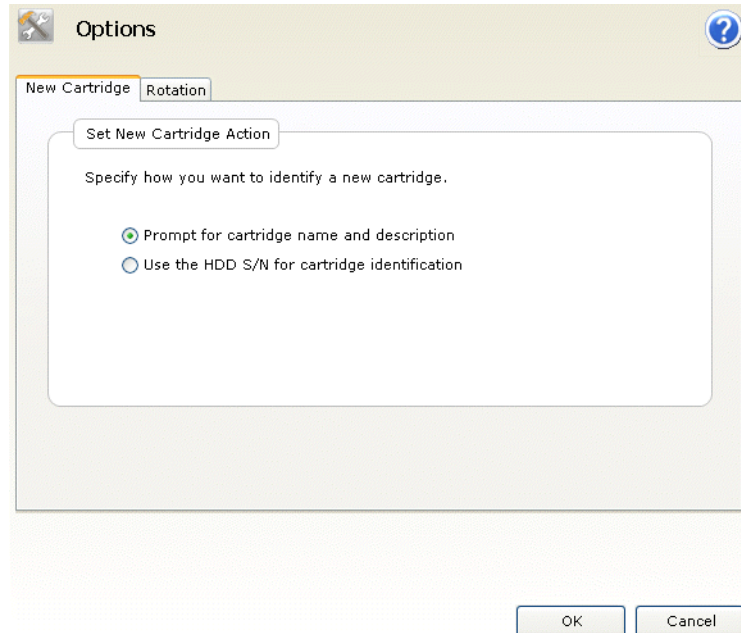 Options
New Cartridge Rotation
Set New Cartridge Action
Specify how you want to identify a new cartridge.
Prompt for cartridge name and description
Use the HDD S/N for cartridge identification
OK Cancel